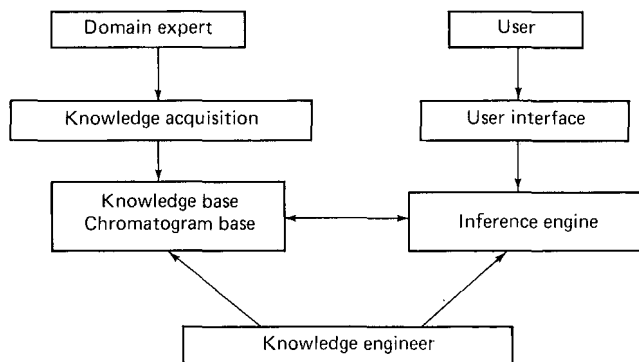 Domain expert
User
Knowledge acquisition
User interface
Knowledge base
Chromatogram base
Inference engine
Knowledge engineer